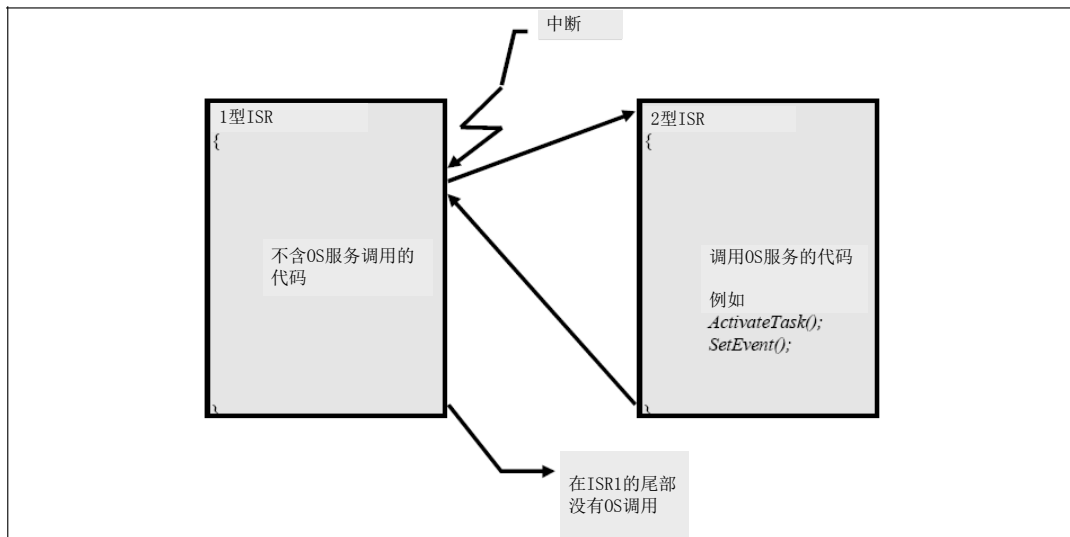 中断
1型ISR
{
不含OS服务调用的
代码
}
2型ISR
{
调用OS服务的代码
例如
ActivateTask();
SetEvent();
}
在ISR1的尾部
没有OS调用